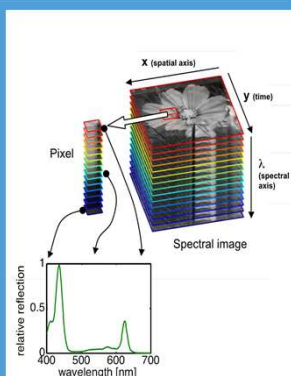 x (spatial axis)
y (time)
Pixel
λ
(spectral
axis)
Spectral image
relative reflection
1
0.5
0
400 500 600 700
wavelength [nm]